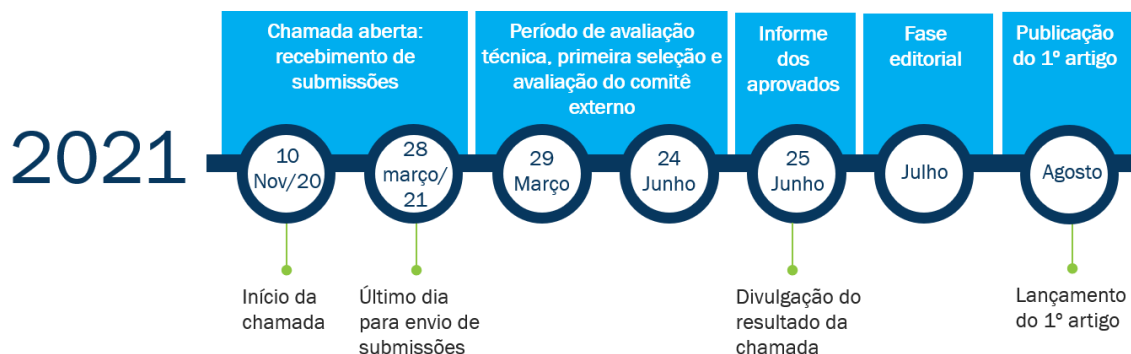 Chamada aberta:
recebimento de
submissões
Período de avaliação
técnica, primeira seleção e
avaliação do comitê
externo
Informe
dos
aprovados
Fase
editorial
Publicação
do 1º artigo
2021
10
Nov/20
28
março/
21
29
Março
24
Junho
25
Junho
Julho
Agosto
Início da
chamada
Último dia
para envio de
submissões
Divulgação do
resultado da
chamada
Lançamento
do 1º artigo